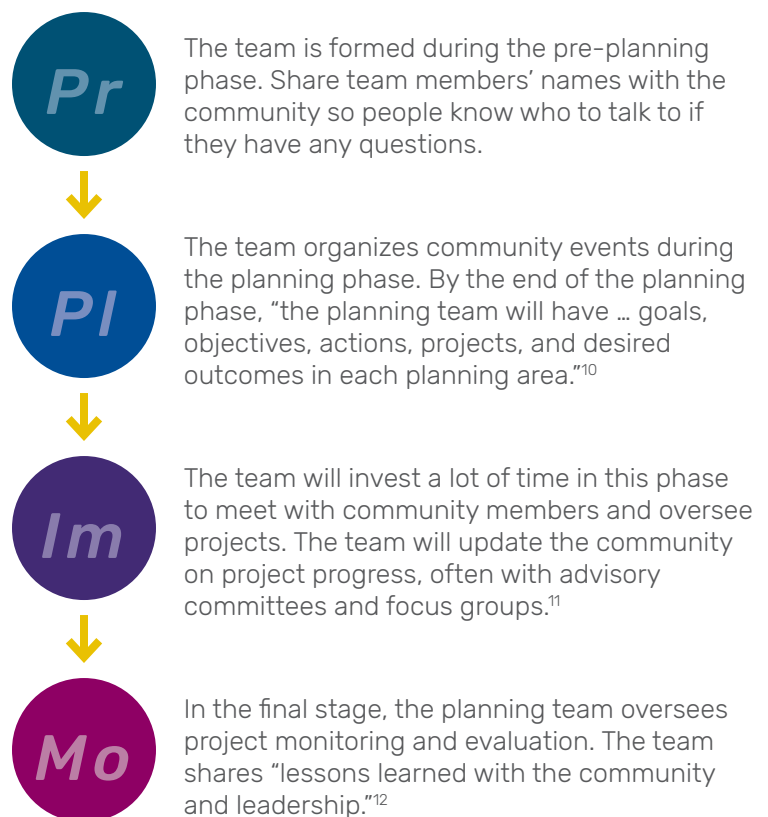 Pr
The team is formed during the pre-planning
phase. Share team members’ names with the
community so people know who to talk to if
they have any questions.
Pl
The team organizes community events during
the planning phase. By the end of the planning
phase, “the planning team will have … goals,
objectives, actions, projects, and desired
outcomes in each planning area.”¹⁰
Im
The team will invest a lot of time in this phase
to meet with community members and oversee
projects. The team will update the community
on project progress, often with advisory
committees and focus groups.¹¹
Mo
In the final stage, the planning team oversees
project monitoring and evaluation. The team
shares “lessons learned with the community
and leadership.”¹²